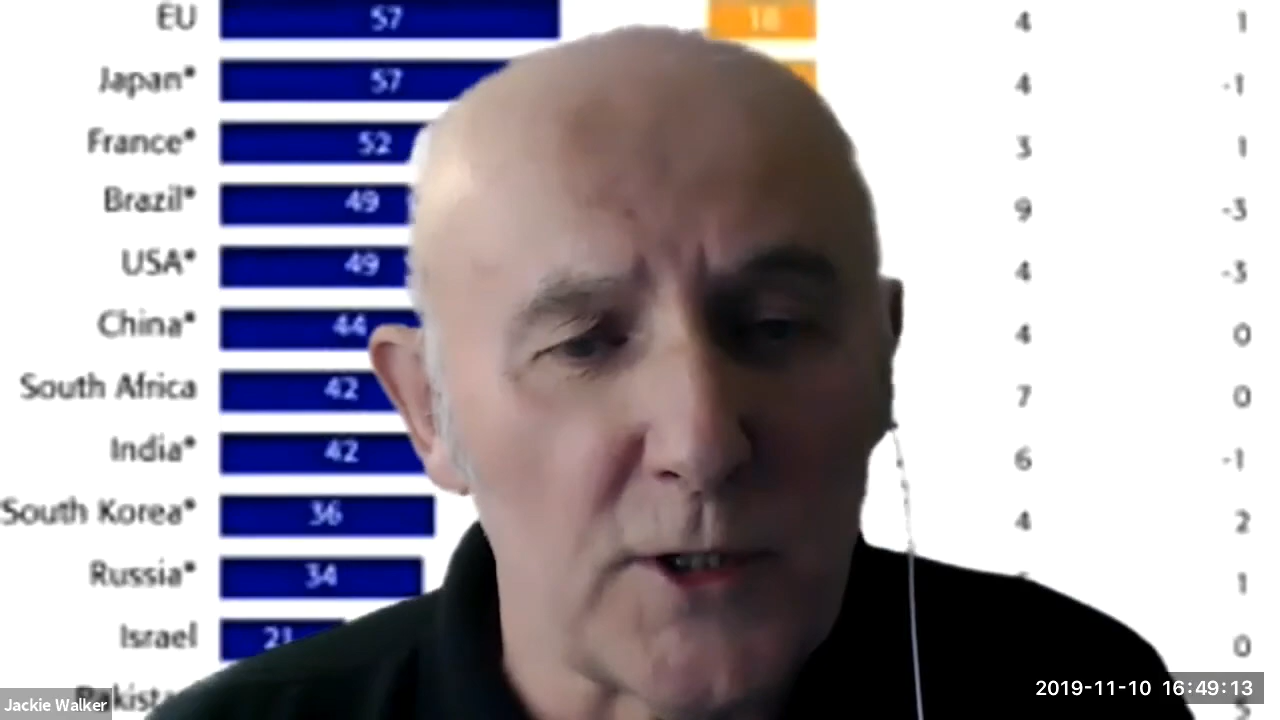 EU 57 18 4 1
Japan* 57 4 -1
France* 52 3 1
Brazil* 49 9 -3
USA* 49 4 -3
China* 44 4 0
South Africa 42 7 0
India* 42 6 -1
South Korea* 36 4 2
Russia* 34 1
Israel 21 0
Jackie Walker
2019-11-10 16:49:13